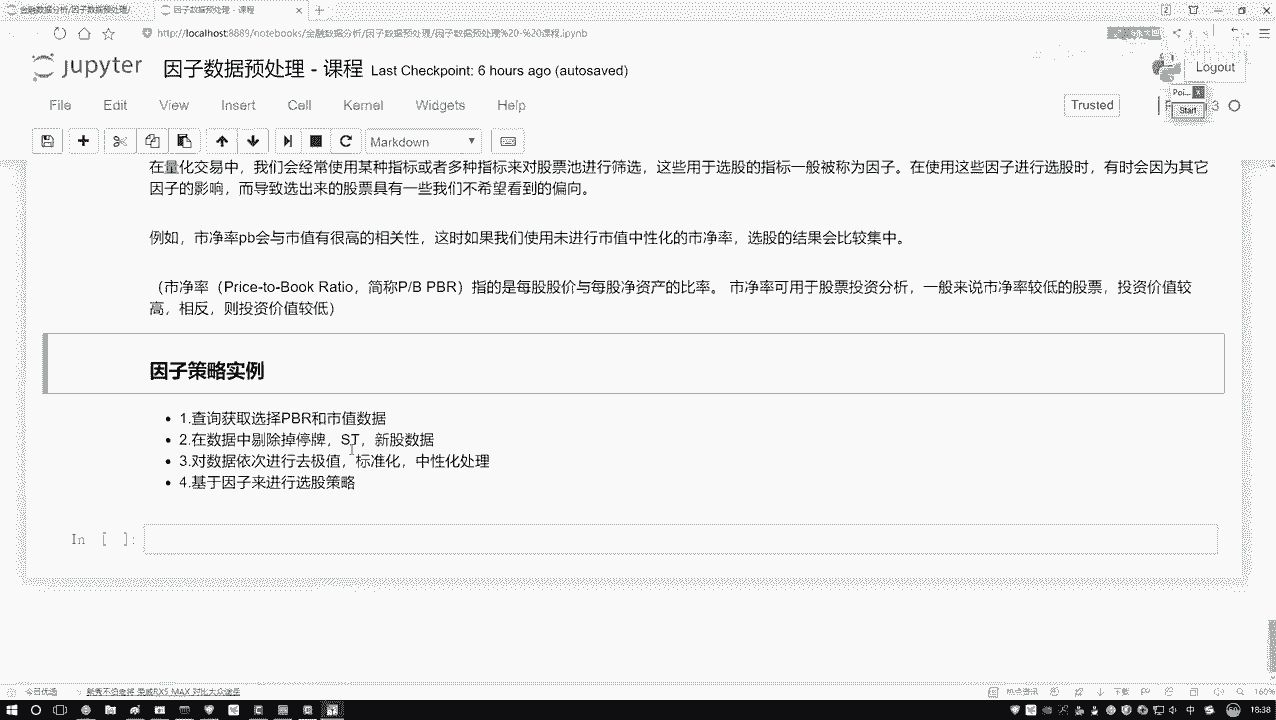 金融数据分析/因子数据预处理/
因子数据预处理 - 课程
http://localhost:8889/notebooks/金融数据分析/因子数据预处理/因子数据预处理%20-%20课程.ipynb
jupyter
因子数据预处理 - 课程
Last Checkpoint: 6 hours ago (autosaved)
Logout
File Edit View Insert Cell Kernel Widgets Help
Trusted
Poi...
Start
3
Markdown
在量化交易中，我们会经常使用某种指标或者多种指标来对股票池进行筛选，这些用于选股的指标一般被称为因子。在使用这些因子进行选股时，有时会因为其它
因子的影响，而导致选出来的股票具有一些我们不希望看到的偏向。
例如，市净率pb会与市值有很高的相关性，这时如果我们使用未进行市值中性化的市净率，选股的结果会比较集中。
（市净率（Price-to-Book Ratio，简称P/B PBR）指的是每股股价与每股净资产的比率。 市净率可用于股票投资分析，一般来说市净率较低的股票，投资价值较
高，相反，则投资价值较低）
因子策略实例
1.查询获取选择PBR和市值数据
2.在数据中剔除掉停牌，ST，新股数据
3.对数据依次进行去极值，标准化，中性化处理
4.基于因子来进行选股策略
In [ ]:
今日优选
热点资讯
下载
160%
中
18:38